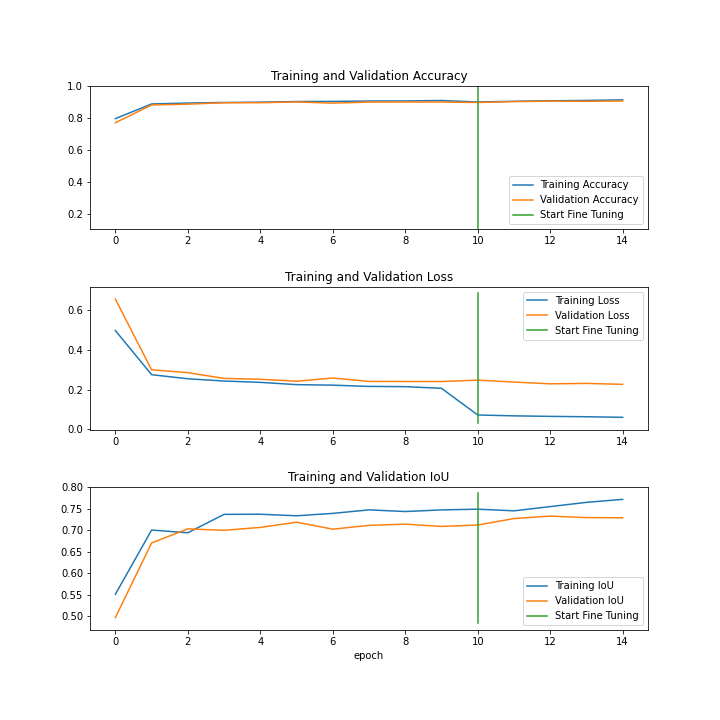 Training and Validation Accuracy
1.0
0.8
0.6
0.4
0.2
Training Accuracy
Validation Accuracy
Start Fine Tuning
0 2 4 6 8 10 12 14
Training and Validation Loss
0.6
0.4
0.2
0.0
Training Loss
Validation Loss
Start Fine Tuning
0 2 4 6 8 10 12 14
Training and Validation IoU
0.80
0.75
0.70
0.65
0.60
0.55
0.50
Training IoU
Validation IoU
Start Fine Tuning
0 2 4 6 8 10 12 14
epoch